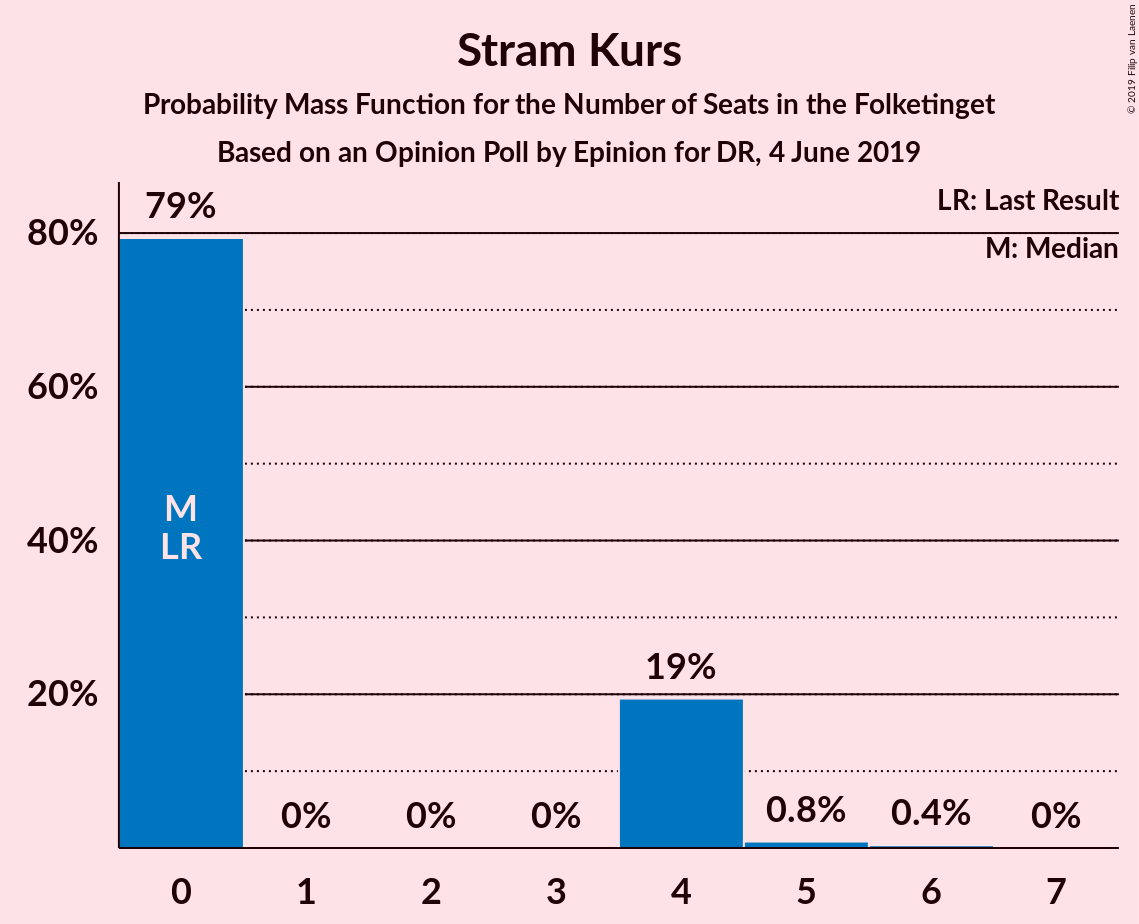 Stram Kurs
Probability Mass Function for the Number of Seats in the Folketinget
Based on an Opinion Poll by Epinion for DR, 4 June 2019
© 2019 Filip van Laenen
LR: Last Result
M: Median
80%
60%
40%
20%
79%
M
LR
0%
0%
0%
19%
0.8%
0.4%
0%
0
1
2
3
4
5
6
7